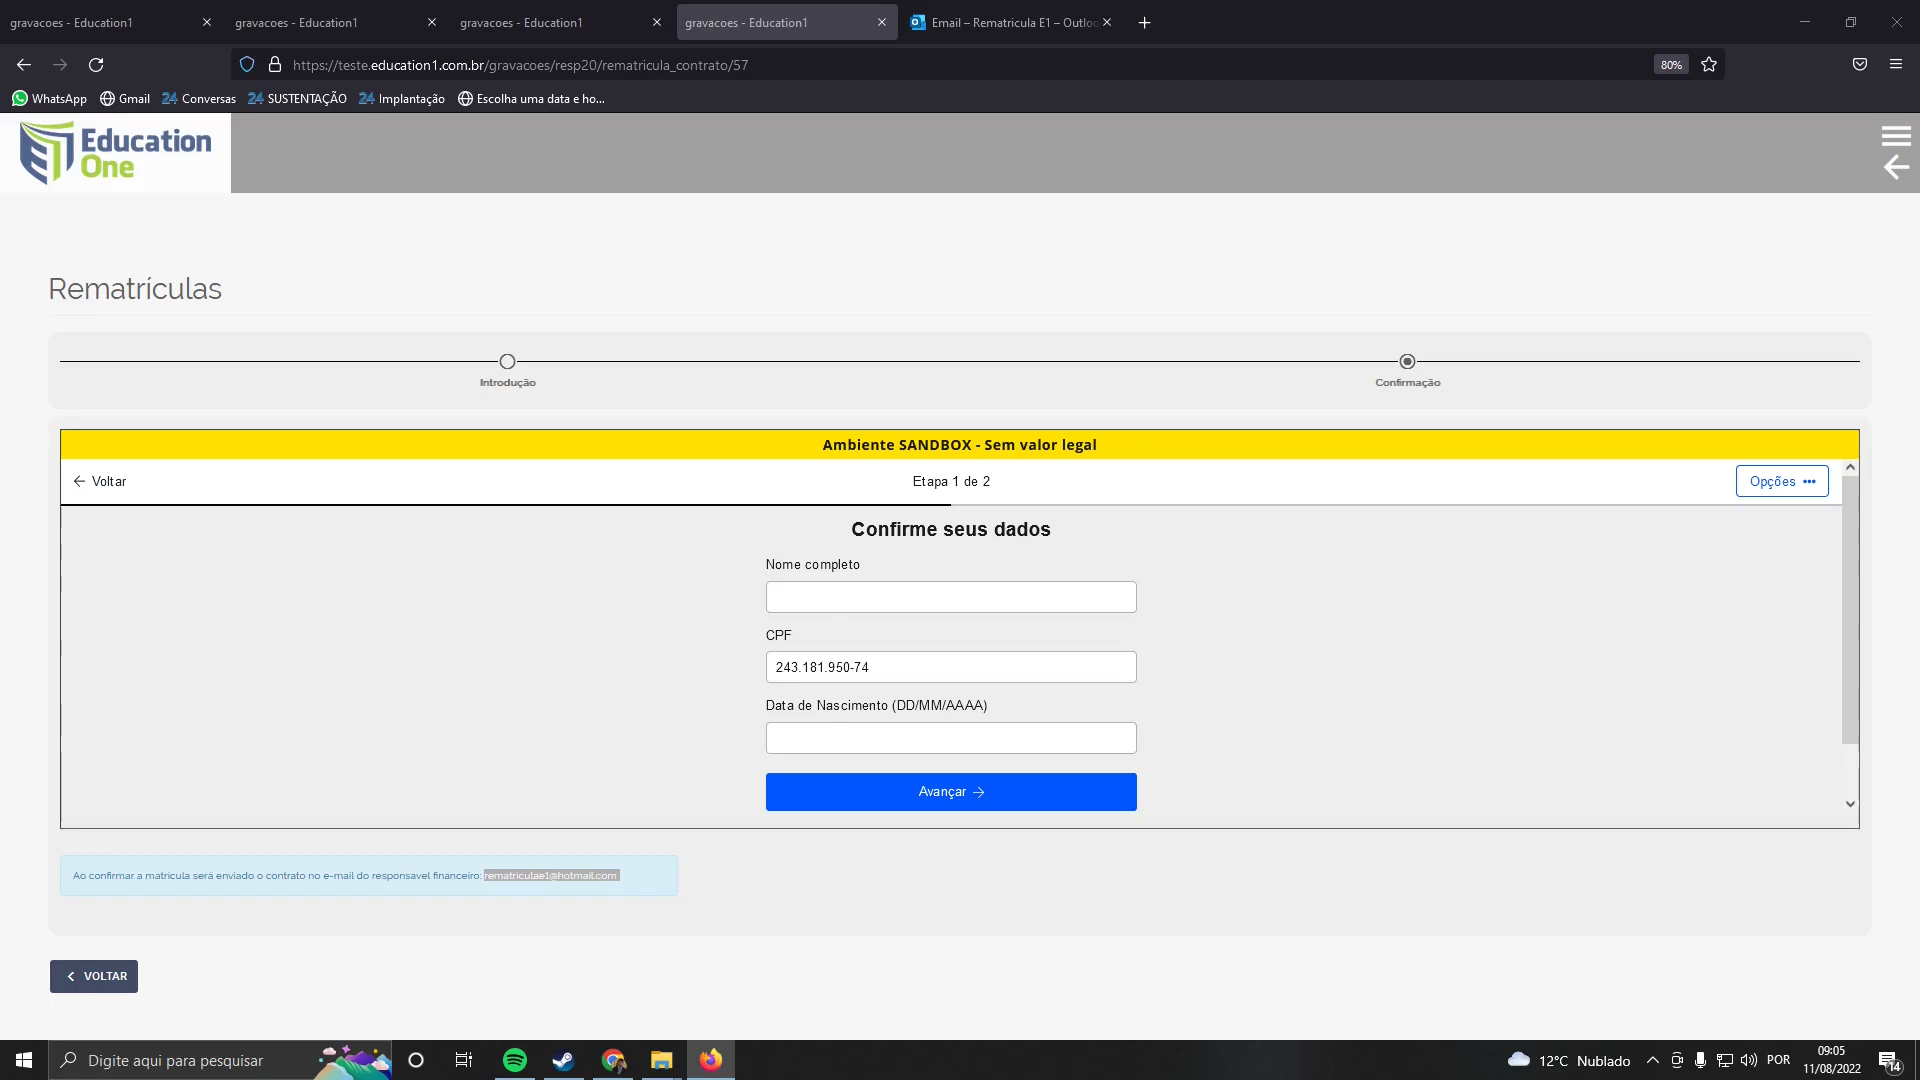 gravacoes - Education1
gravacoes - Education1
gravacoes - Education1
gravacoes - Education1
Email – Rematricula E1 – Outlo
https://teste.education1.com.br/gravacoes/resp20/rematricula_contrato/57
80%
WhatsApp
Gmail
24 Conversas
24 SUSTENTAÇÃO
24 Implantação
Escolha uma data e ho...
Education
One
Rematrículas
Introdução
Confirmação
Ambiente SANDBOX - Sem valor legal
Voltar
Etapa 1 de 2
Opções
Confirme seus dados
Nome completo
CPF
243.181.950-74
Data de Nascimento (DD/MM/AAAA)
Avançar
Ao confirmar a matrícula será enviado o contrato no e-mail do responsavel financeiro: rematriculae1@hotmail.com
VOLTAR
Digite aqui para pesquisar
12°C Nublado
POR
09:05
11/08/2022
14